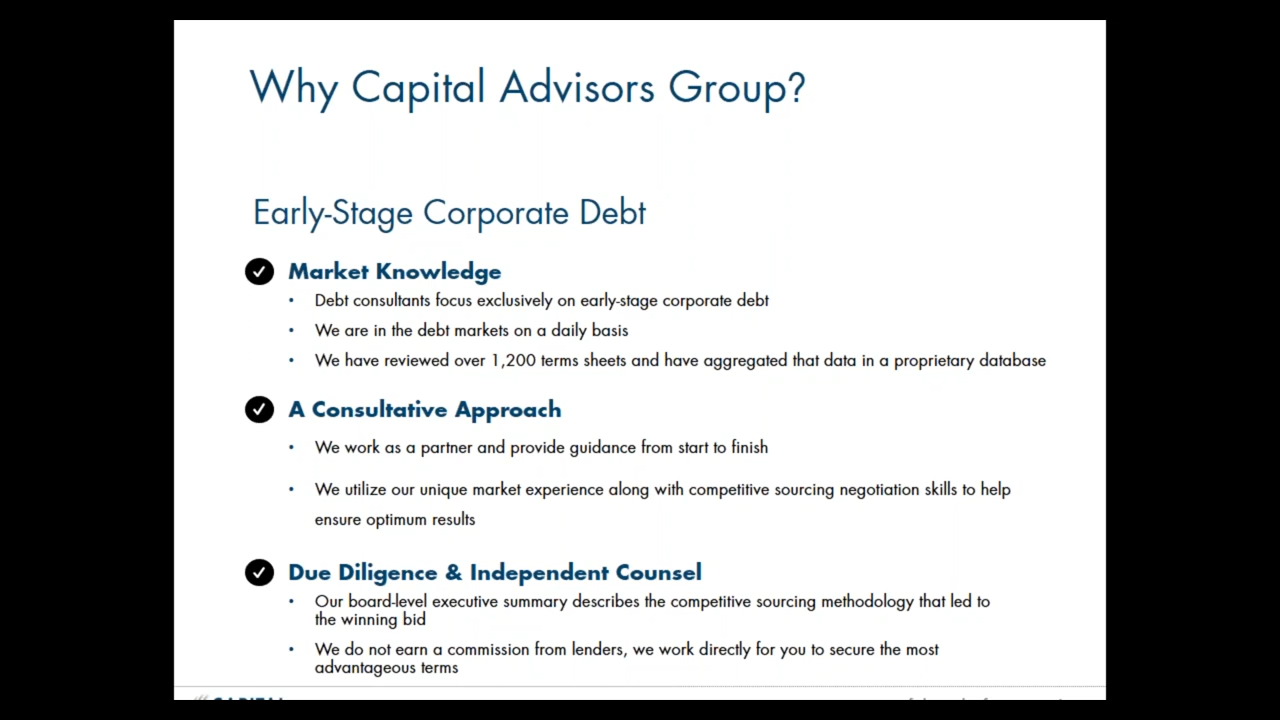 Why Capital Advisors Group?
Early-Stage Corporate Debt
Market Knowledge
• Debt consultants focus exclusively on early-stage corporate debt
• We are in the debt markets on a daily basis
• We have reviewed over 1,200 terms sheets and have aggregated that data in a proprietary database
A Consultative Approach
• We work as a partner and provide guidance from start to finish
• We utilize our unique market experience along with competitive sourcing negotiation skills to help
ensure optimum results
Due Diligence & Independent Counsel
• Our board-level executive summary describes the competitive sourcing methodology that led to
the winning bid
• We do not earn a commission from lenders, we work directly for you to secure the most
advantageous terms
CAPITAL